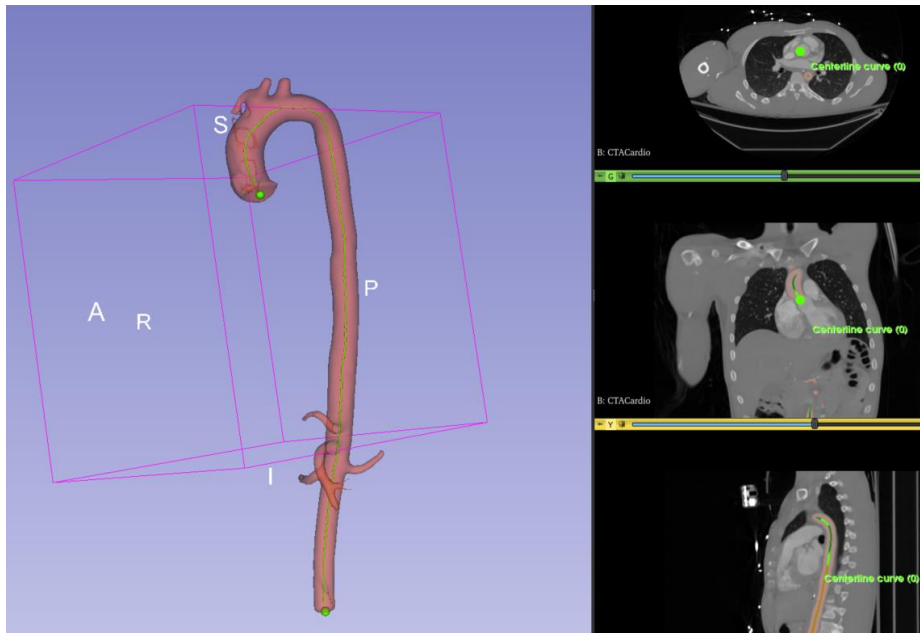 S
P
A
R
I
Centerline curve (0)
B: CTACardio
G
Centerline curve (0)
B: CTACardio
Y
Centerline curve (0)